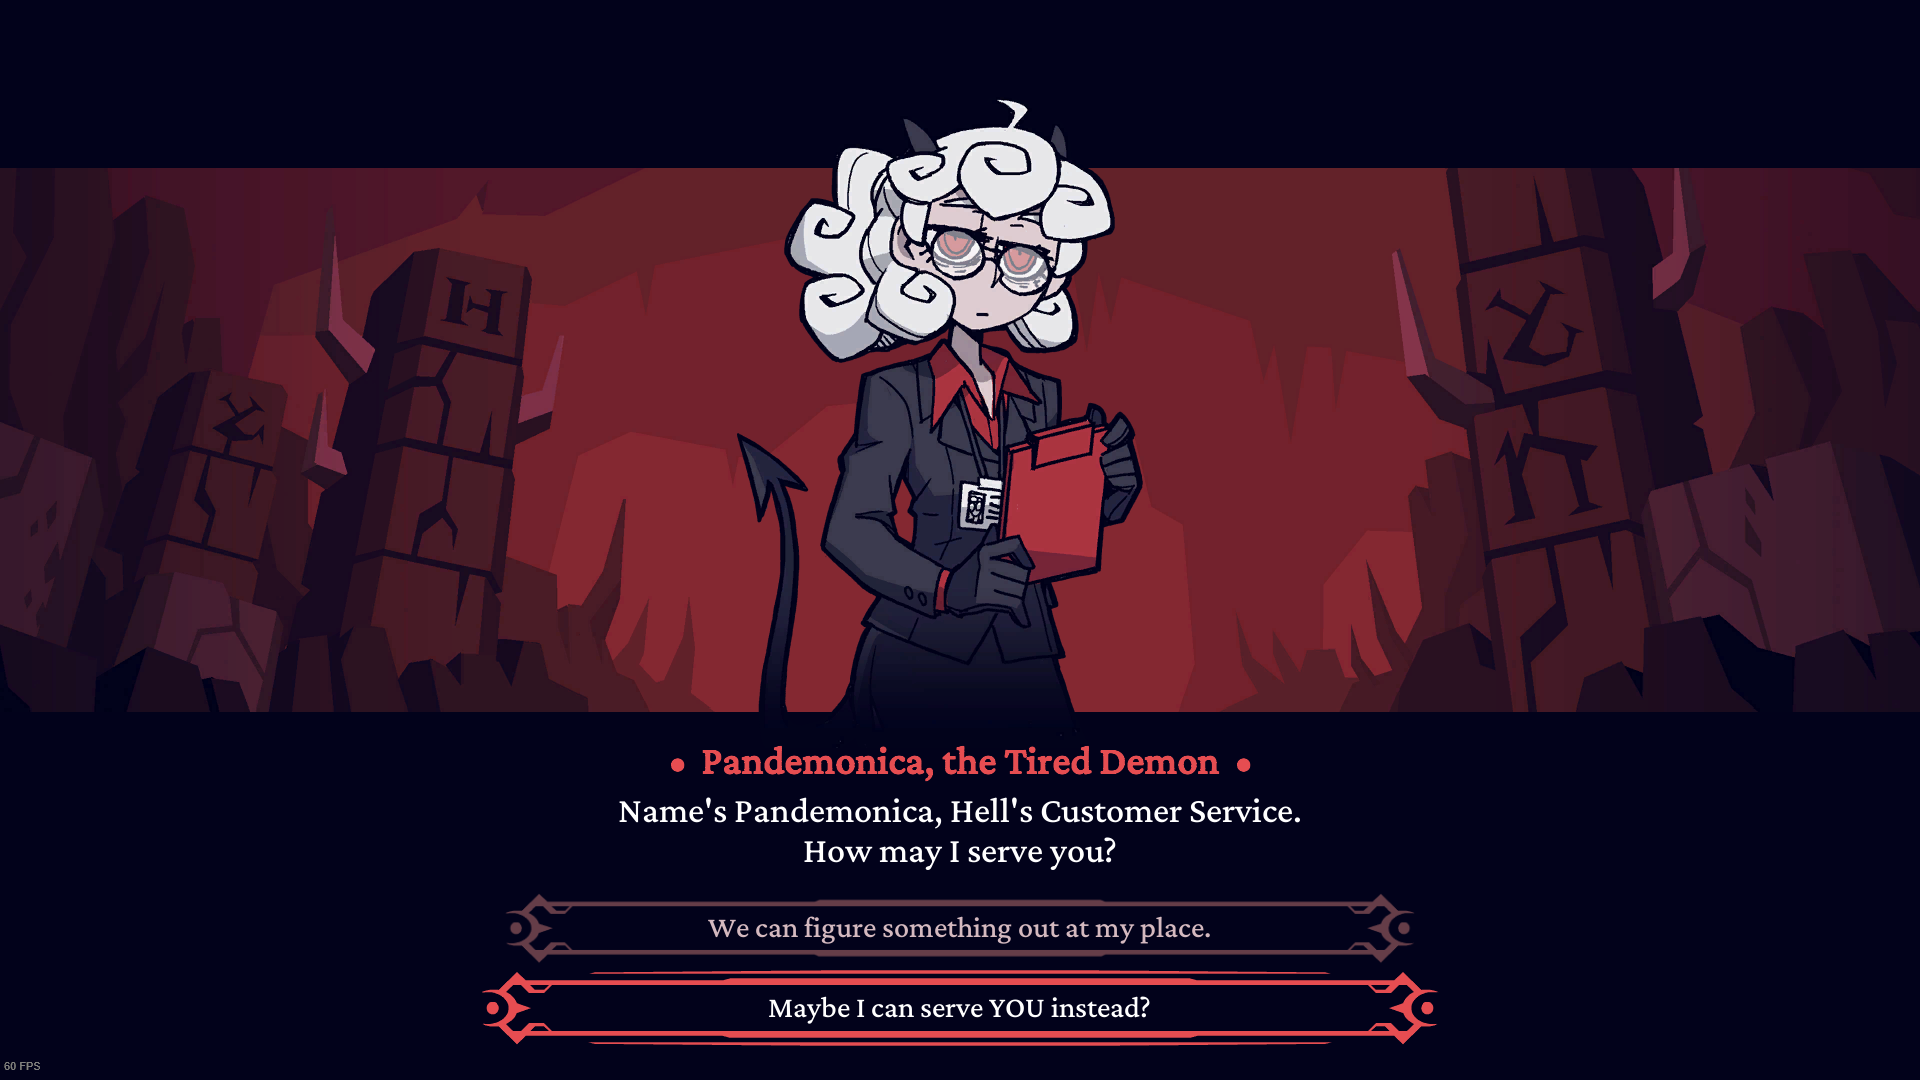 • Pandemonica, the Tired Demon •
Name's Pandemonica, Hell's Customer Service.
How may I serve you?
We can figure something out at my place.
Maybe I can serve YOU instead?
60 FPS